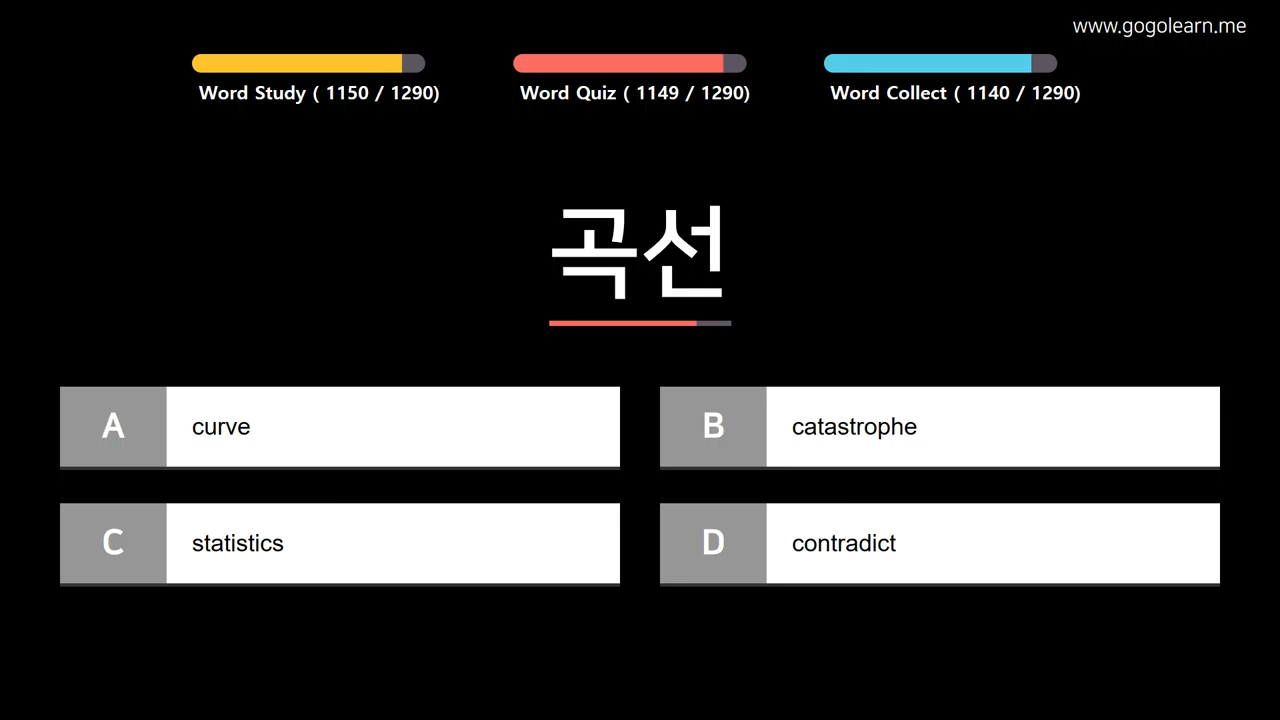 www.gogolearn.me
Word Study ( 1150 / 1290)
Word Quiz ( 1149 / 1290)
Word Collect ( 1140 / 1290)
곡선
A curve
B catastrophe
C statistics
D contradict